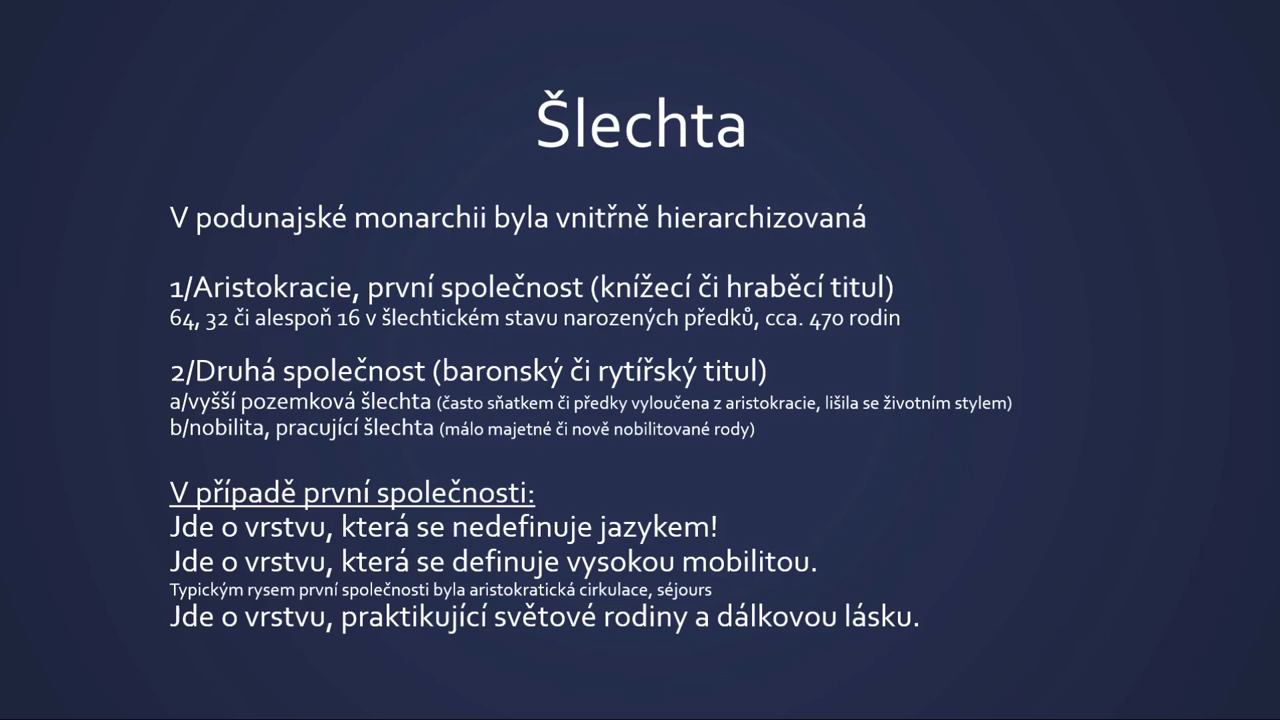 Šlechta
V podunajské monarchii byla vnitřně hierarchizovaná
1/Aristokracie, první společnost (knížecí či hraběcí titul)
64, 32 či alespoň 16 v šlechtickém stavu narozených předků, cca. 470 rodin
2/Druhá společnost (baronský či rytířský titul)
a/vyšší pozemková šlechta (často sňatkem či předky vyloučena z aristokracie, lišila se životním stylem)
b/nobilita, pracující šlechta (málo majetné či nově nobilitované rody)
V případě první společnosti:
Jde o vrstvu, která se nedefinuje jazykem!
Jde o vrstvu, která se definuje vysokou mobilitou.
Typickým rysem první společnosti byla aristokratická cirkulace, séjours
Jde o vrstvu, praktikující světové rodiny a dálkovou lásku.